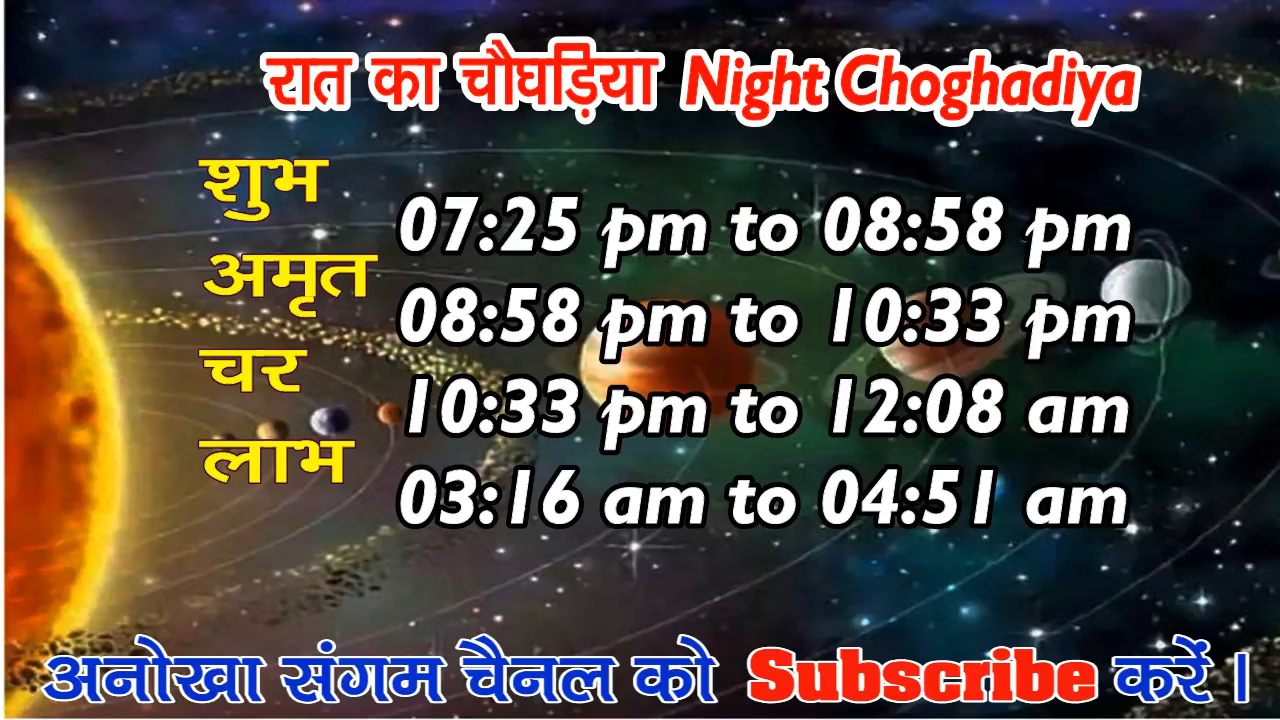 रात का चौघड़िया Night Choghadiya
शुभ
07:25 pm to 08:58 pm
अमृत
08:58 pm to 10:33 pm
चर
10:33 pm to 12:08 am
लाभ
03:16 am to 04:51 am
अनोखा संगम चैनल को Subscribe करें ।